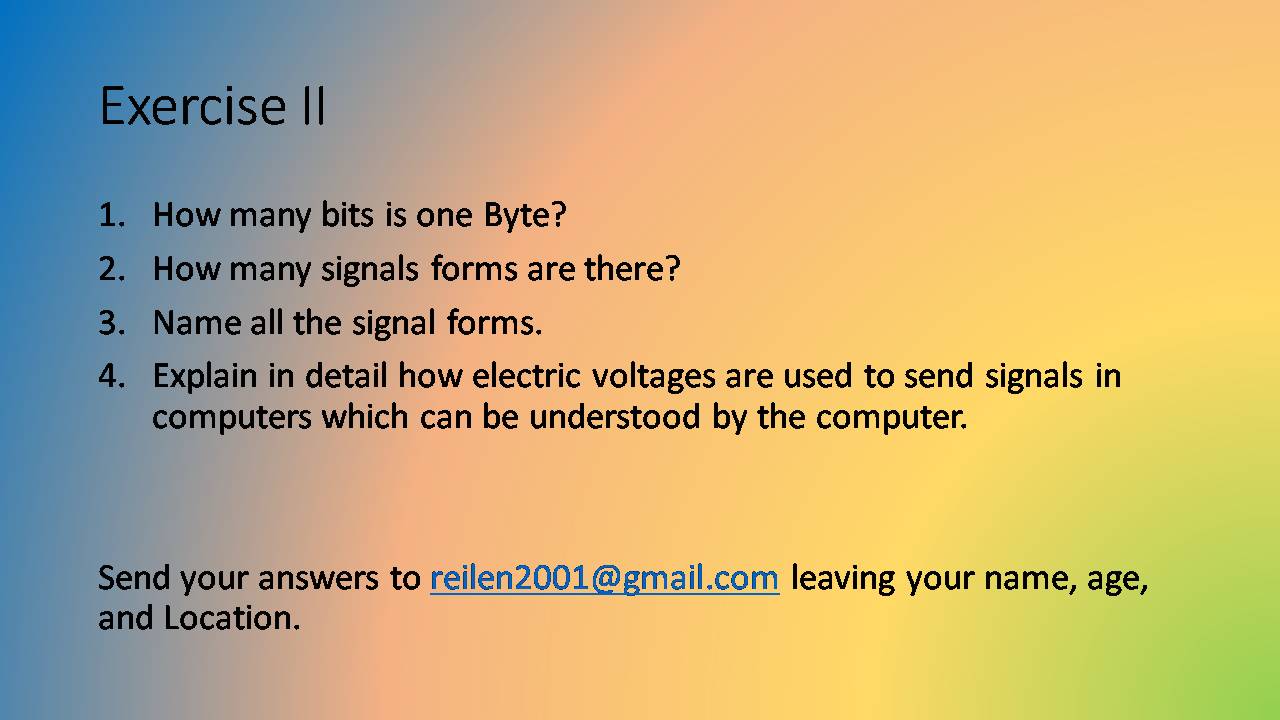 Exercise II
1. How many bits is one Byte?
2. How many signals forms are there?
3. Name all the signal forms.
4. Explain in detail how electric voltages are used to send signals in
computers which can be understood by the computer.
Send your answers to reilen2001@gmail.com leaving your name, age,
and Location.